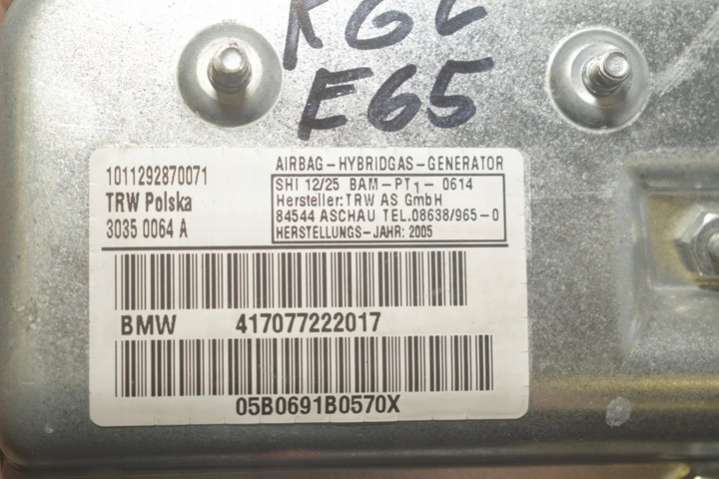 KGL
E65
1011292870071
TRW Polska
3035 0064 A
AIRBAG-HYBRIDGAS-GENERATOR
SHI 12/25 BAM-PT1- 0614
Hersteller: TRW AS GmbH
84544 ASCHAU TEL.08638/965-0
HERSTELLUNGS-JAHR: 2005
BMW 417077222017
05B0691B0570X